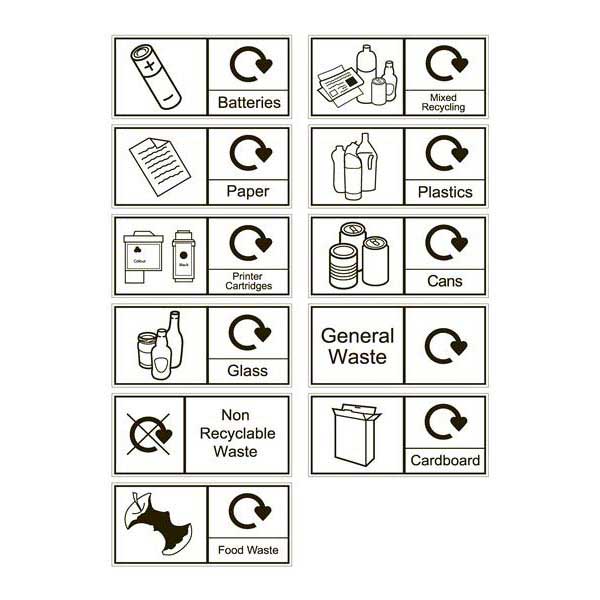 Batteries
Mixed
Recycling
Paper
Plastics
Colour
Black
Printer
Cartridges
Cans
Glass
General
Waste
Non
Recyclable
Waste
Cardboard
Food Waste